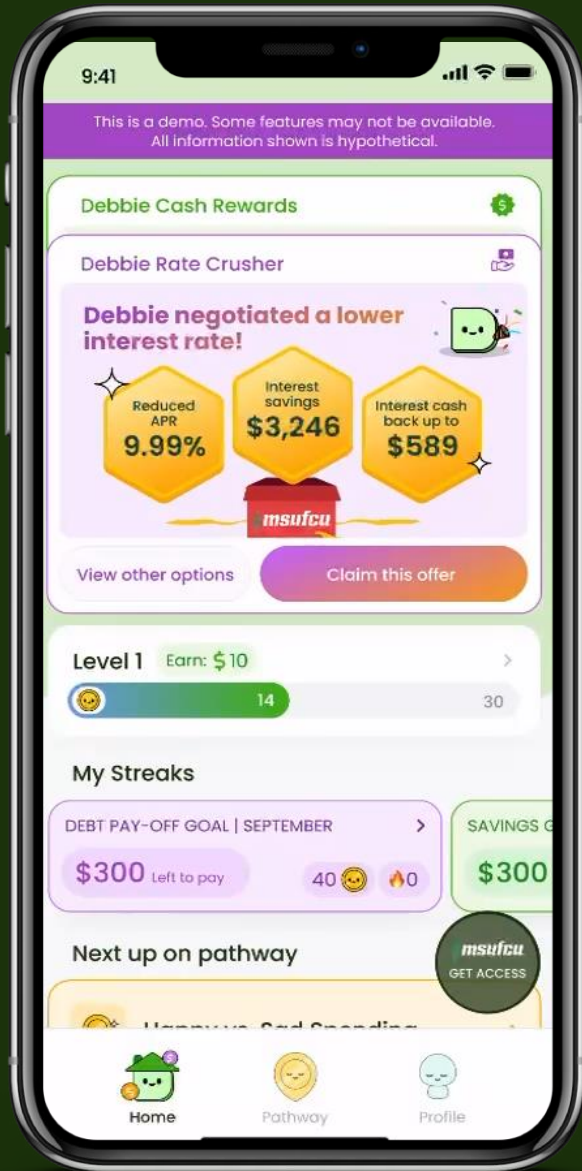 9:41
This is a demo. Some features may not be available.
All information shown is hypothetical.
Debbie Cash Rewards
Debbie Rate Crusher
Debbie negotiated a lower
interest rate!
Reduced
APR
9.99%
Interest
savings
$3,246
Interest cash
back up to
$589
msufcu
View other options
Claim this offer
Level 1 Earn: $10
14
30
My Streaks
DEBT PAY-OFF GOAL | SEPTEMBER
$300 Left to pay
40
0
SAVINGS G
$300
Next up on pathway
msufcu
GET ACCESS
Happy vs. Sad Spending
Home
Pathway
Profile